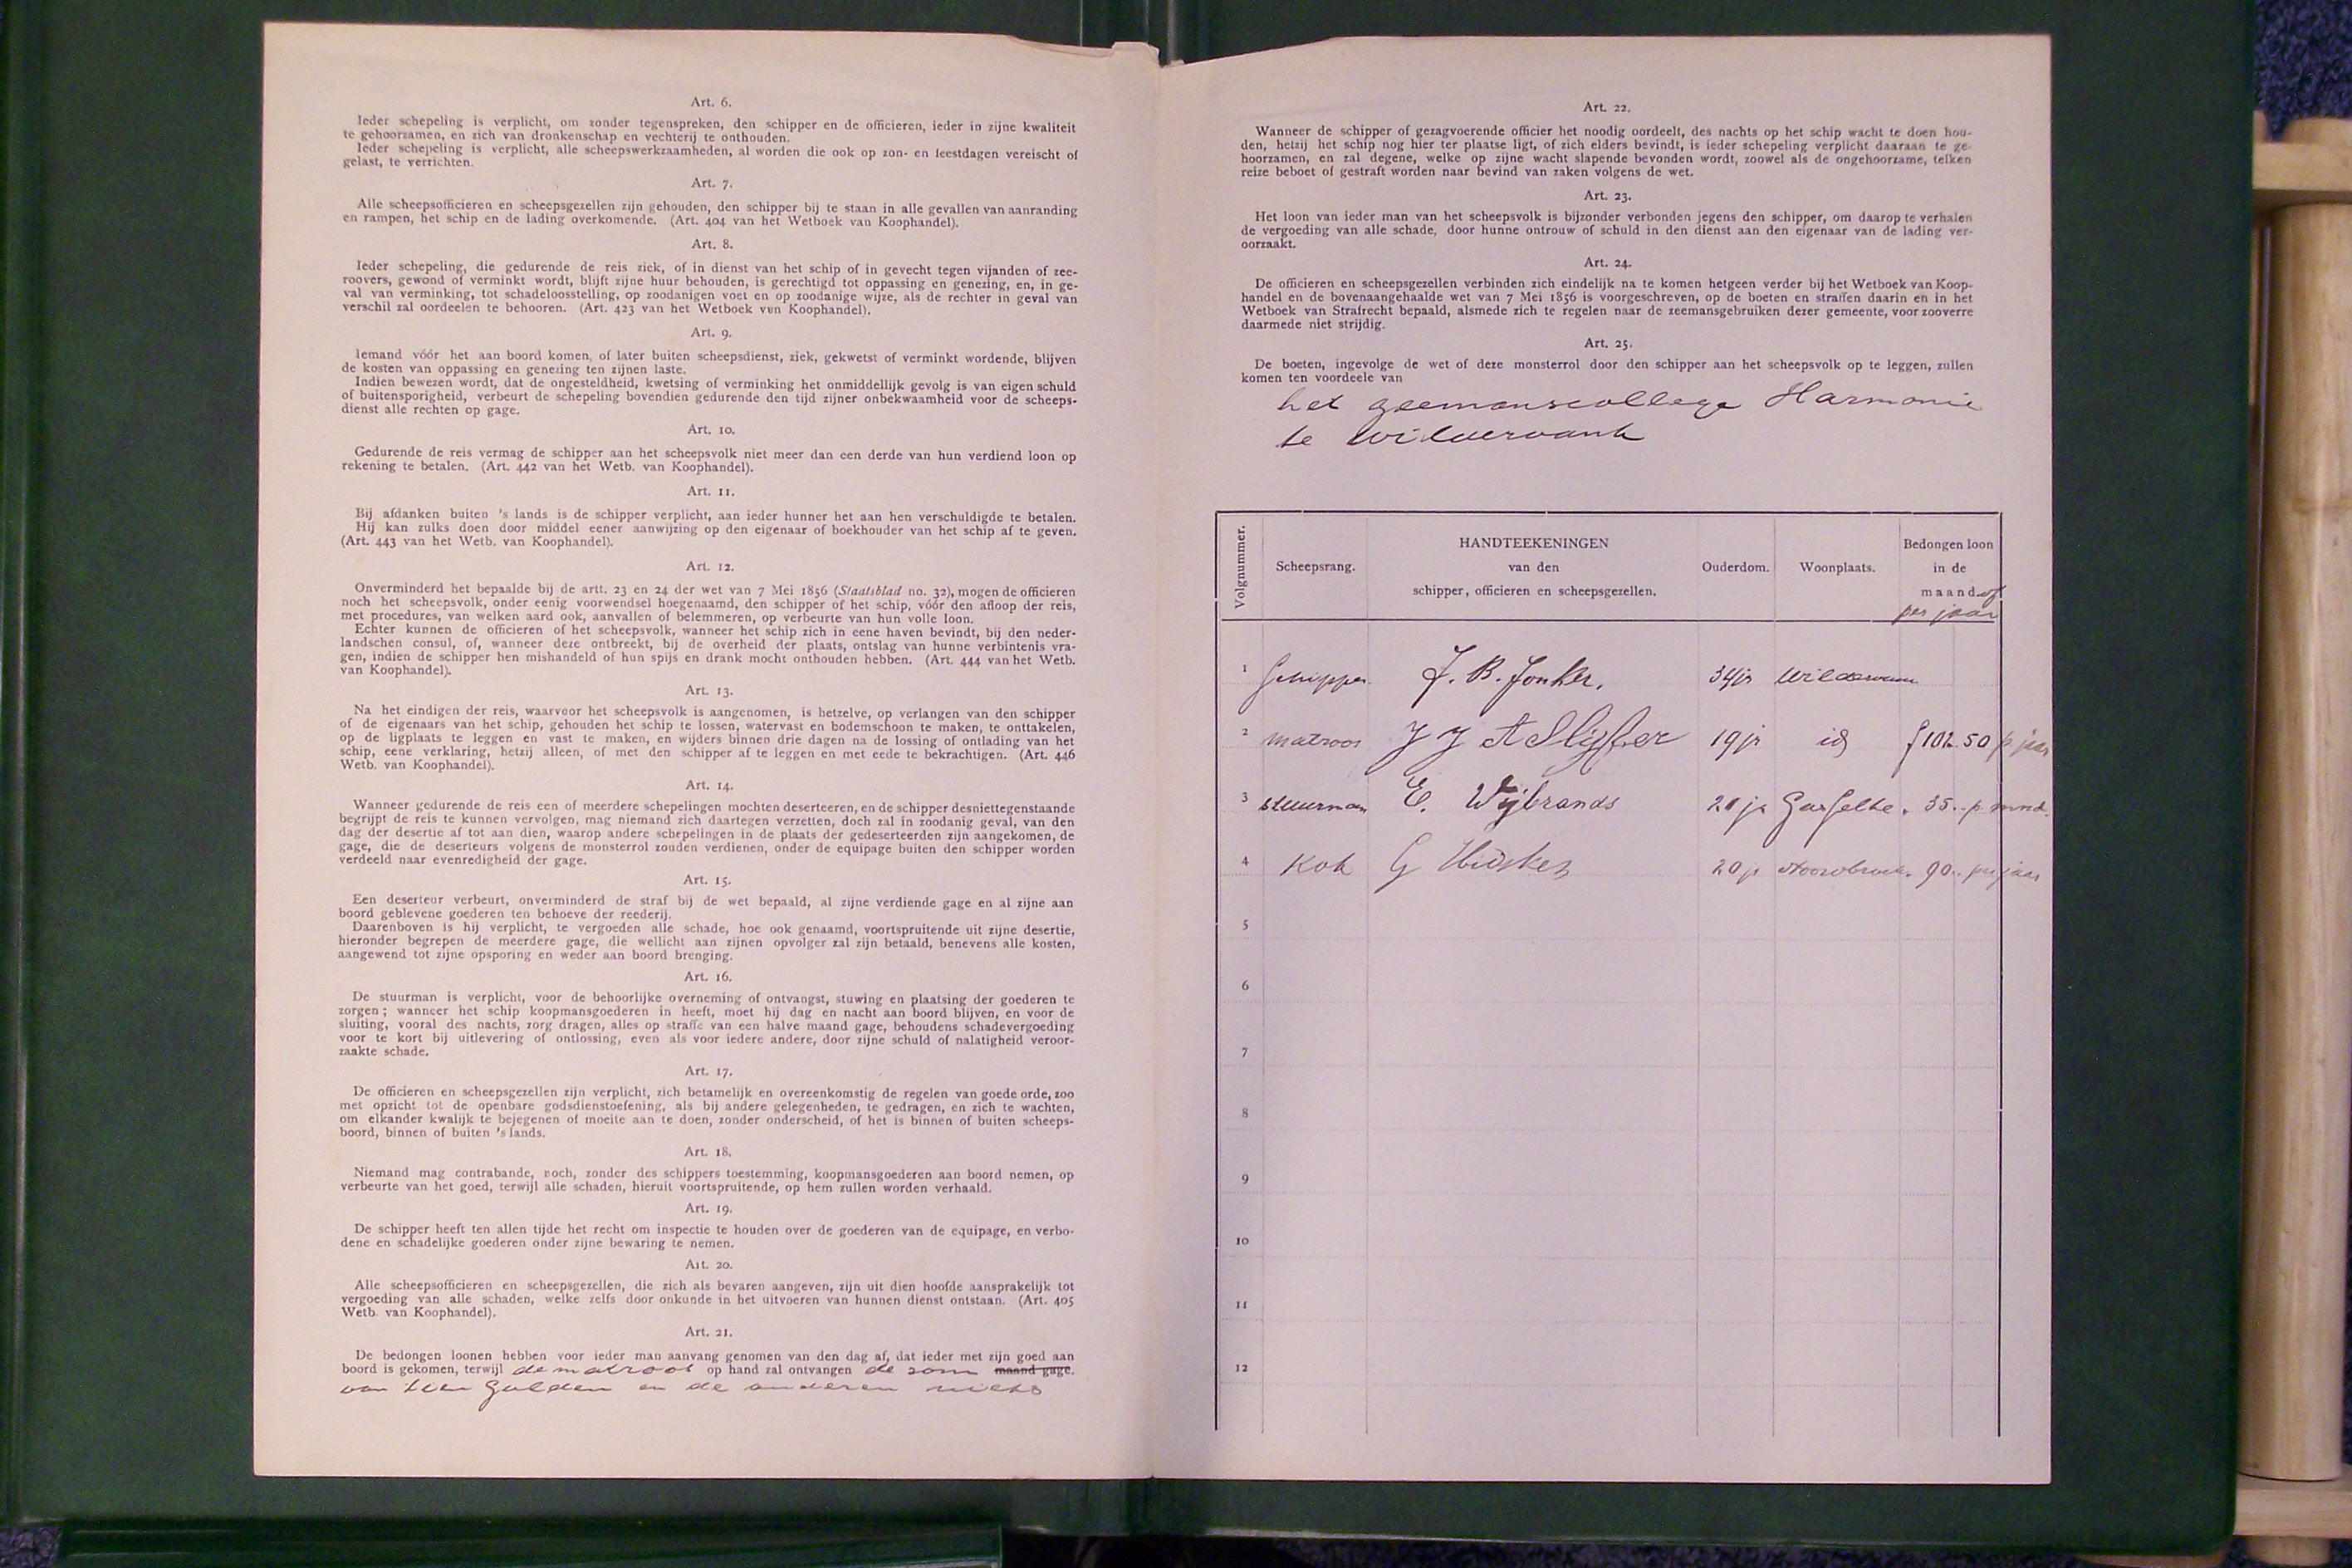 Art. 6.
Ieder schepeling is verplicht, om zonder tegenspreken, den schipper en de officieren, ieder in zijne kwaliteit
te gehoorzamen, en zich van dronkenschap en vechterij te onthouden.
Ieder schepeling is verplicht, alle scheepswerkzaamheden, al worden die ook op zon- en feestdagen vereischt of
gelast, te verrichten.
Art. 7.
Alle scheepsofficieren en scheepsgezellen zijn gehouden, den schipper bij te staan in alle gevallen van aanranding
en rampen, het schip en de lading overkomende. (Art. 404 van het Wetboek van Koophandel).
Art. 8.
Ieder schepeling, die gedurende de reis ziek, of in dienst van het schip of in gevecht tegen vijanden of zee-
roovers, gewond of verminkt wordt, blijft zijne huur behouden, is gerechtigd tot oppassing en genezing, en, in ge-
val van verminking, tot schadeloosstelling, op zoodanigen voet en op zoodanige wijze, als de rechter in geval van
verschil zal oordeelen te behooren. (Art. 423 van het Wetboek van Koophandel).
Art. 9.
Iemand vóór het aan boord komen, of later buiten scheepsdienst, ziek, gekwetst of verminkt wordende, blijven
de kosten van oppassing en genezing ten zijnen laste.
Indien bewezen wordt, dat de ongesteldheid, kwetsing of verminking het onmiddellijk gevolg is van eigen schuld
of buitensporigheid, verbeurt de schepeling bovendien gedurende den tijd zijner onbekwaamheid voor de scheeps-
dienst alle rechten op gage.
Art. 10.
Gedurende de reis vermag de schipper aan het scheepsvolk niet meer dan een derde van hun verdiend loon op
rekening te betalen. (Art. 442 van het Wetb. van Koophandel).
Art. 11.
Bij afdanken buiten 's lands is de schipper verplicht, aan ieder hunner het aan hen verschuldigde te betalen.
Hij kan zulks doen door middel eener aanwijzing op den eigenaar of boekhouder van het schip af te geven.
(Art. 443 van het Wetb. van Koophandel).
Art. 12.
Onverminderd het bepaalde bij de artt. 23 en 24 der wet van 7 Mei 1856 (Staatsblad no. 32), mogen de officieren
noch het scheepsvolk, onder eenig voorwendsel hoegenaamd, den schipper of het schip, vóór den afloop der reis,
met procedures, van welken aard ook, aanvallen of belemmeren, op verbeurte van hun volle loon.
Echter kunnen de officieren of het scheepsvolk, wanneer het schip zich in eene haven bevindt, bij den neder-
landschen consul, of, wanneer deze ontbreekt, bij de overheid der plaats, ontslag van hunne verbintenis vra-
gen, indien de schipper hen mishandeld of hun spijs en drank mocht onthouden hebben. (Art. 444 van het Wetb.
van Koophandel).
Art. 13.
Na het eindigen der reis, waarvoor het scheepsvolk is aangenomen, is hetzelve, op verlangen van den schipper
of de eigenaars van het schip, gehouden het schip te lossen, watervast en bodemschoon te maken, te onttakelen,
op de ligplaats te leggen en vast te maken, en wijders binnen drie dagen na de lossing of ontlading van het
schip, eene verklaring, hetzij alleen, of met den schipper af te leggen en met eede te bekrachtigen. (Art. 446
Wetb. van Koophandel).
Art. 14.
Wanneer gedurende de reis een of meerdere schepelingen mochten deserteeren, en de schipper desniettegenstaande
begrijpt de reis te kunnen vervolgen, mag niemand zich daartegen verzetten, doch zal in zoodanig geval, van den
dag der desertie af tot aan dien, waarop andere schepelingen in de plaats der gedeserteerden zijn aangekomen, de
gage, die de deserteurs volgens de monsterrol zouden verdienen, onder de equipage buiten den schipper worden
verdeeld naar evenredigheid der gage.
Art. 15.
Een deserteur verbeurt, onverminderd de straf bij de wet bepaald, al zijne verdiende gage en al zijne aan
boord geblevene goederen ten behoeve der reederij.
Daarenboven is hij verplicht, te vergoeden alle schade, hoe ook genaamd, voortspruitende uit zijne desertie,
hieronder begrepen de meerdere gage, die wellicht aan zijnen opvolger zal zijn betaald, benevens alle kosten,
aangewend tot zijne opsporing en weder aan boord brenging.
Art. 16.
De stuurman is verplicht, voor de behoorlijke overneming of ontvangst, stuwing en plaatsing der goederen te
zorgen; wanneer het schip koopmansgoederen in heeft, moet hij dag en nacht aan boord blijven, en voor de
sluiting, vooral des nachts, zorg dragen, alles op straffe van een halve maand gage, behoudens schadevergoeding
voor te kort bij uitlevering of ontlossing, even als voor iedere andere, door zijne schuld of nalatigheid veroor-
zaakte schade.
Art. 17.
De officieren en scheepsgezellen zijn verplicht, zich betamelijk en overeenkomstig de regelen van goede orde, zoo
met opzicht tot de openbare godsdienstoefening, als bij andere gelegenheden, te gedragen, en zich te wachten,
om elkander kwalijk te bejegenen of moeite aan te doen, zonder onderscheid, of het is binnen of buiten scheeps-
boord, binnen of buiten 's lands.
Art. 18.
Niemand mag contrabande, noch, zonder des schippers toestemming, koopmansgoederen aan boord nemen, op
verbeurte van het goed, terwijl alle schaden, hieruit voortspruitende, op hem zullen worden verhaald.
Art. 19.
De schipper heeft ten allen tijde het recht om inspectie te houden over de goederen van de equipage, en verbo-
dene en schadelijke goederen onder zijne bewaring te nemen.
Art. 20.
Alle scheepsofficieren en scheepsgezellen, die zich als bevaren aangeven, zijn uit dien hoofde aansprakelijk tot
vergoeding van alle schaden, welke zelfs door onkunde in het uitvoeren van hunnen dienst ontstaan. (Art. 405
Wetb. van Koophandel).
Art. 21.
De bedongen loonen hebben voor ieder man aanvang genomen van den dag af, dat ieder met zijn goed aan
boord is gekomen, terwijl de matroos op hand zal ontvangen de som maand gage.
van tien gulden en de anderen niets
Art. 22.
Wanneer de schipper of gezagvoerende officier het noodig oordeelt, des nachts op het schip wacht te doen hou-
den, hetzij het schip nog hier ter plaatse ligt, of zich elders bevindt, is ieder schepeling verplicht daaraan te ge-
hoorzamen, en zal degene, welke op zijne wacht slapende bevonden wordt, zoowel als de ongehoorzame, telken
reize beboet of gestraft worden naar bevind van zaken volgens de wet.
Art. 23.
Het loon van ieder man van het scheepsvolk is bijzonder verbonden jegens den schipper, om daarop te verhalen
de vergoeding van alle schade, door hunne ontrouw of schuld in den dienst aan den eigenaar van de lading ver-
oorzaakt.
Art. 24.
De officieren en scheepsgezellen verbinden zich eindelijk na te komen hetgeen verder bij het Wetboek van Koop-
handel en de bovenaangehaalde wet van 7 Mei 1856 is voorgeschreven, op de boeten en straffen daarin en in het
Wetboek van Strafrecht bepaald, alsmede zich te regelen naar de zeemansgebruiken dezer gemeente, voor zooverre
daarmede niet strijdig.
Art. 25.
De boeten, ingevolge de wet of deze monsterrol door den schipper aan het scheepsvolk op te leggen, zullen
komen ten voordeele van
het zeemanscollege Harmonie
te Wildervank
Volgnummer. Scheepsrang. HANDTEEKENINGEN van den schipper, officieren en scheepsgezellen. Ouderdom. Woonplaats. Bedongen loon in de maand of per jaar
1 Schipper J. B. Jonker. 34 jr Wildervank
2 matroos J J A 19 jr id f 102.50 p jaar
3 stuurman E. Wijbrands 21 jr Gasselte . 35.- p mnd.
4 Kok G 20 jr Noordbroek. 90.- per jaar
5
6
7
8
9
10
11
12